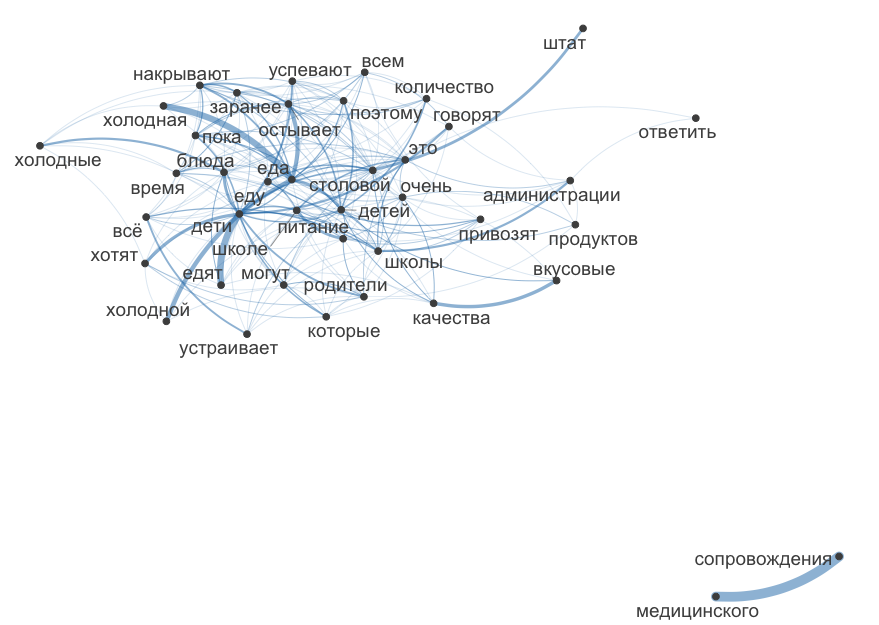 штат
всем
успевают
накрывают
количество
заранее
поэтому
говорят
холодная
остывает
ответить
пока
это
холодные
блюда
еда
время
столовой
очень
еду
администрации
детей
всё
дети
питание
привозят
продуктов
школе
хотят
школы
едят
могут
вкусовые
родители
холодной
качества
которые
устраивает
сопровождения
медицинского